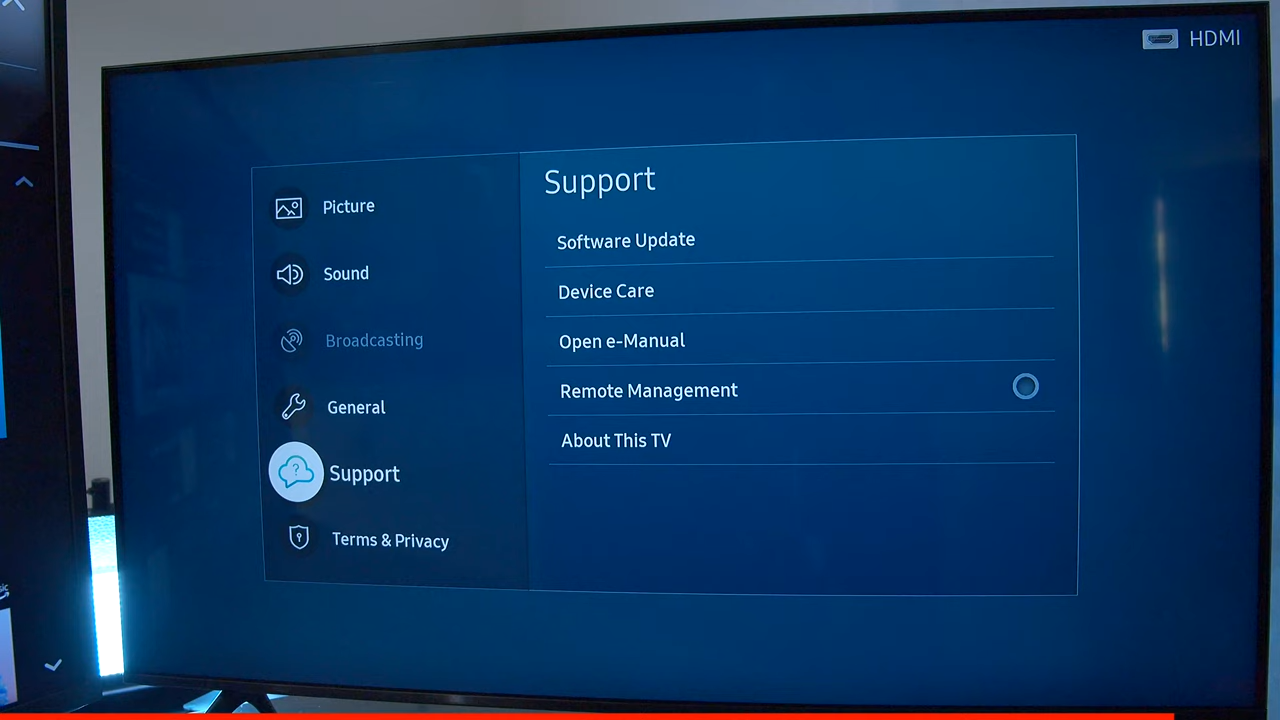 HDMI
Picture
Sound
Broadcasting
General
Support
Terms & Privacy
Support
Software Update
Device Care
Open e-Manual
Remote Management
About This TV